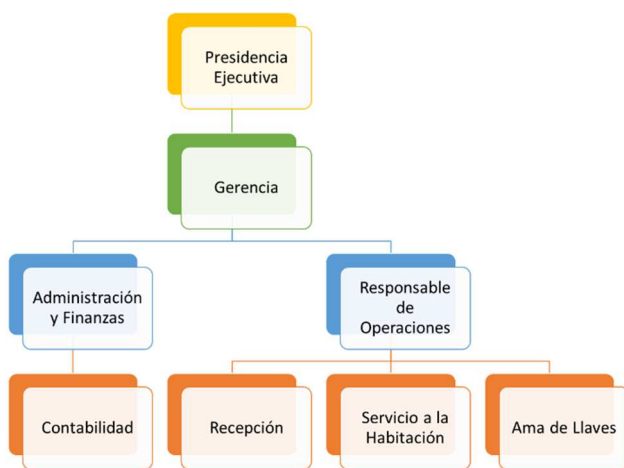 Presidencia
Ejecutiva
Gerencia
Administración
y Finanzas
Responsable
de
Operaciones
Contabilidad
Recepción
Servicio a la
Habitación
Ama de Llaves